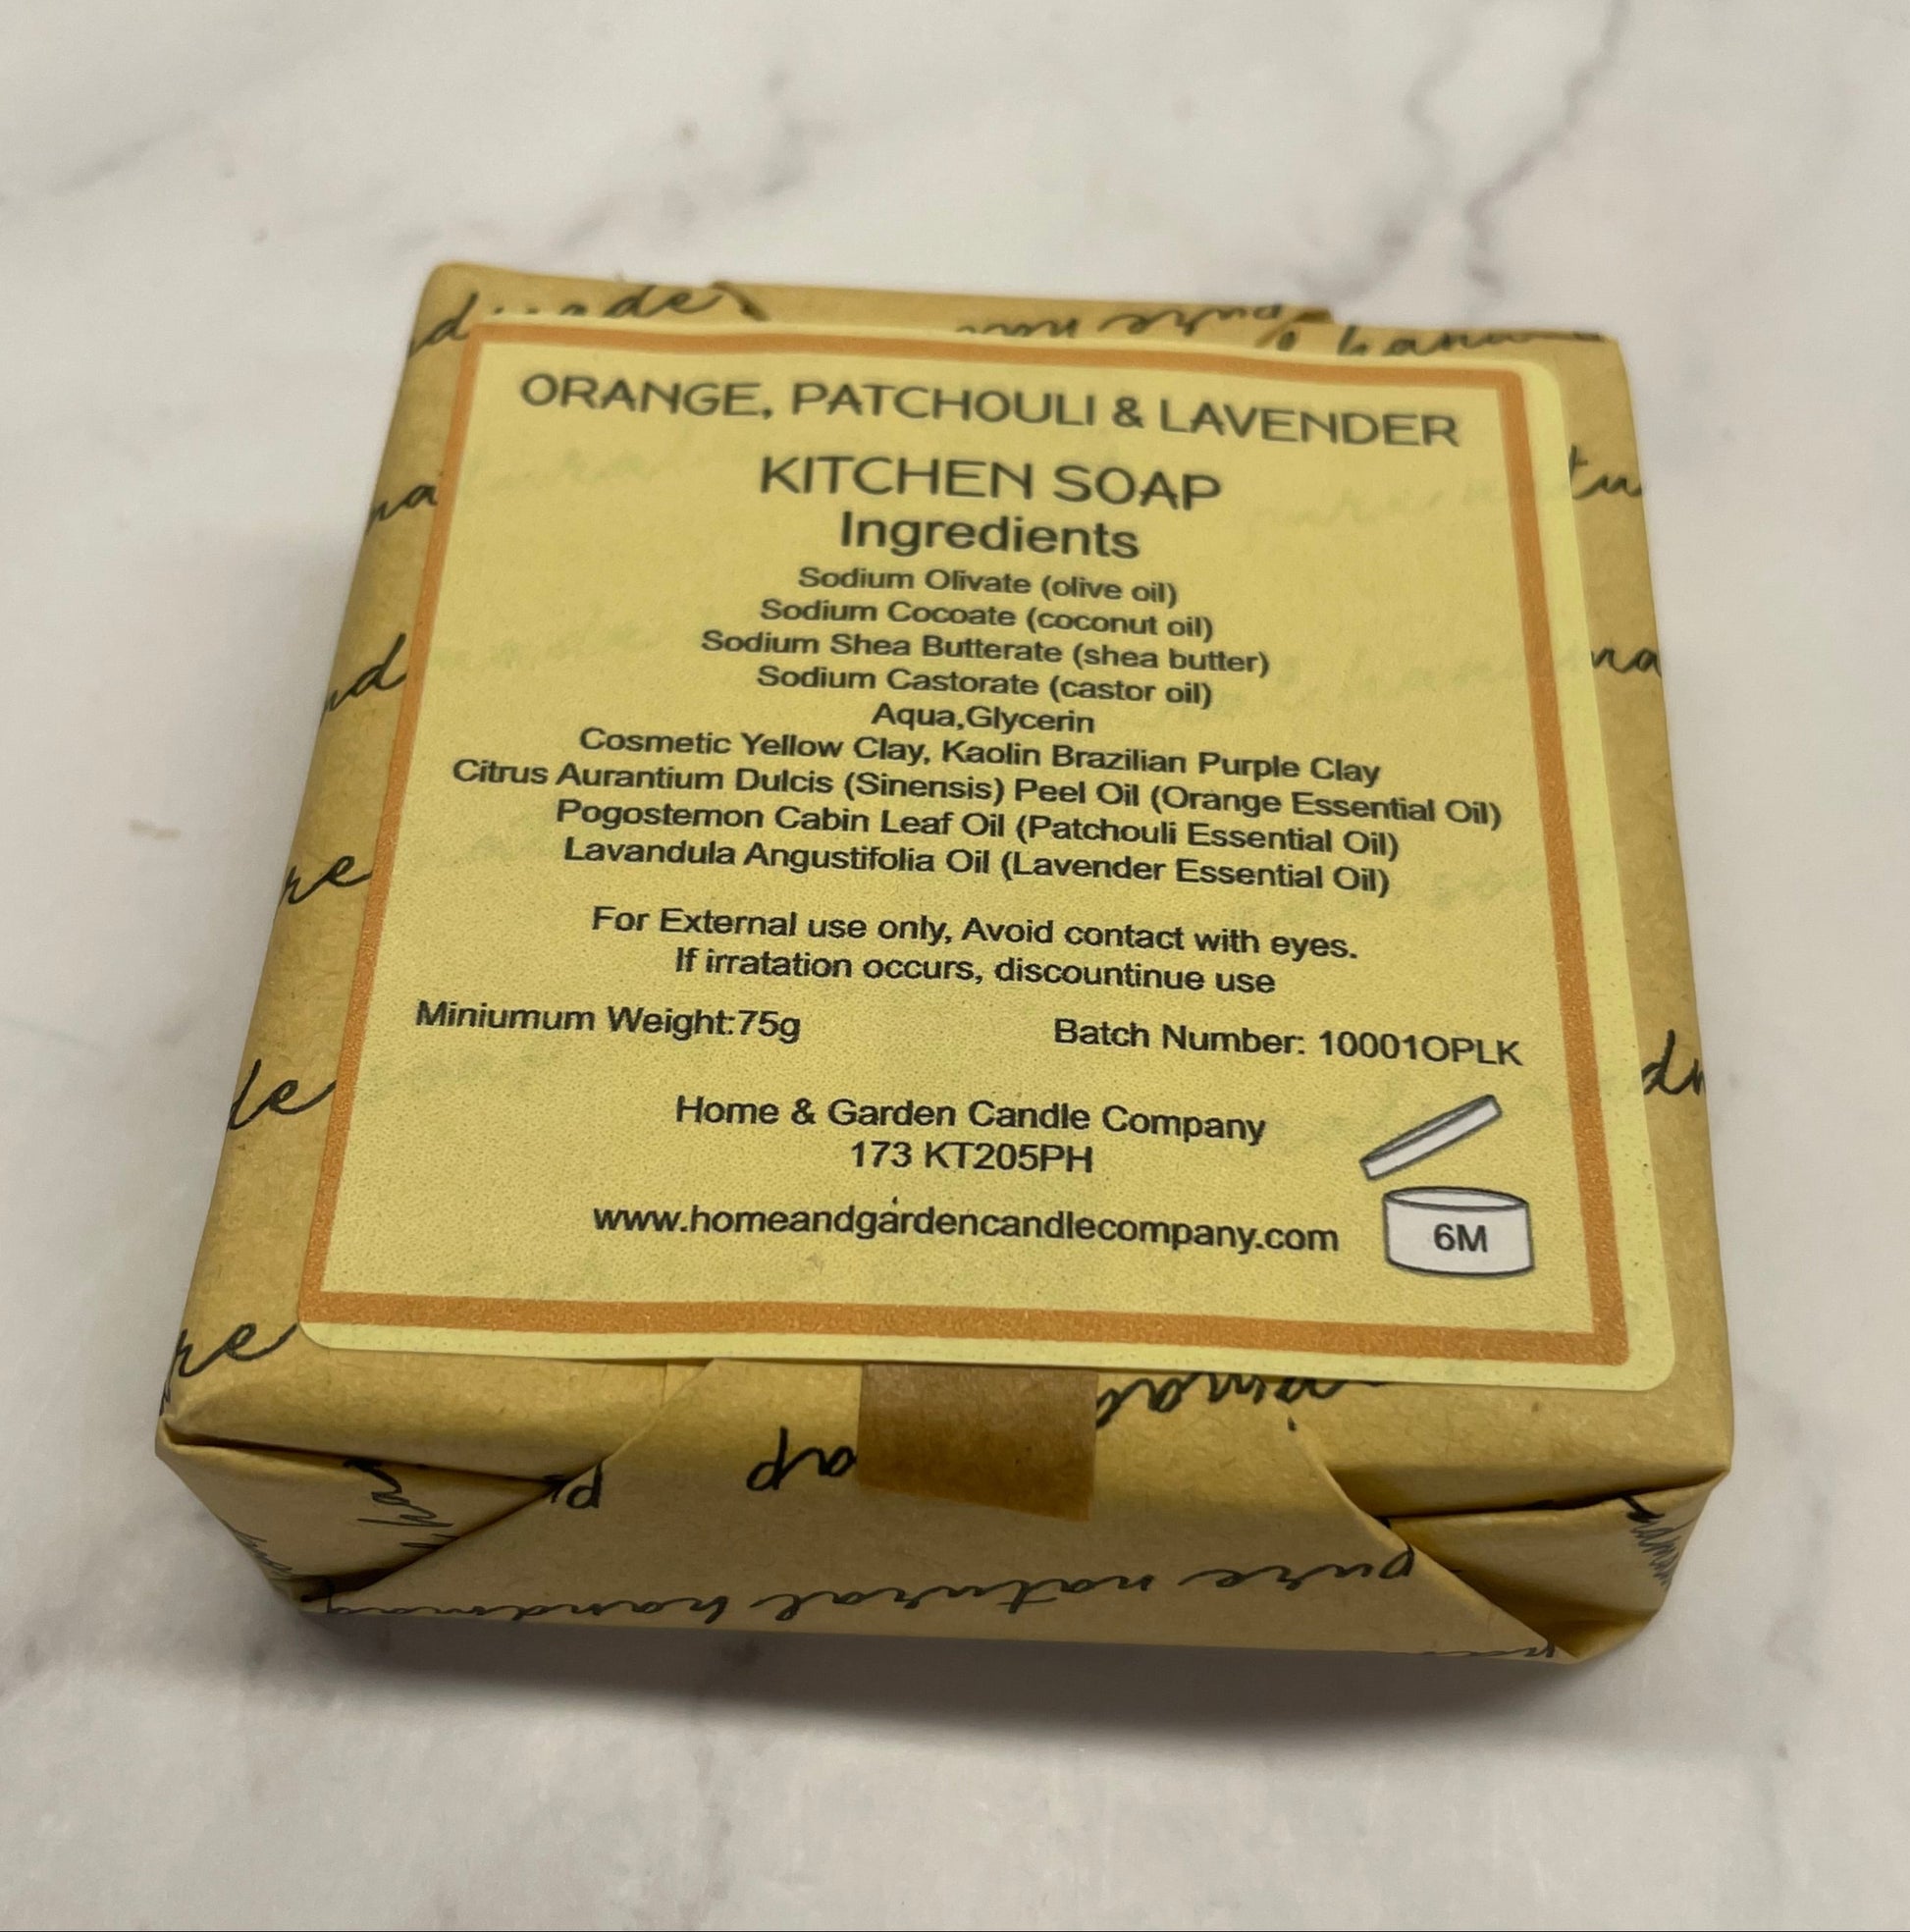 ORANGE, PATCHOULI & LAVENDER
KITCHEN SOAP
Ingredients
Sodium Olivate (olive oil)
Sodium Cocoate (coconut oil)
Sodium Shea Butterate (shea butter)
Sodium Castorate (castor oil)
Aqua,Glycerin
Cosmetic Yellow Clay, Kaolin Brazilian Purple Clay
Citrus Aurantium Dulcis (Sinensis) Peel Oil (Orange Essential Oil)
Pogostemon Cabin Leaf Oil (Patchouli Essential Oil)
Lavandula Angustifolia Oil (Lavender Essential Oil)
For External use only, Avoid contact with eyes.
If irratation occurs, discountinue use
Miniumum Weight:75g
Batch Number: 10001OPLK
Home & Garden Candle Company
173 KT205PH
www.homeandgardencandlecompany.com
6M
pure natural